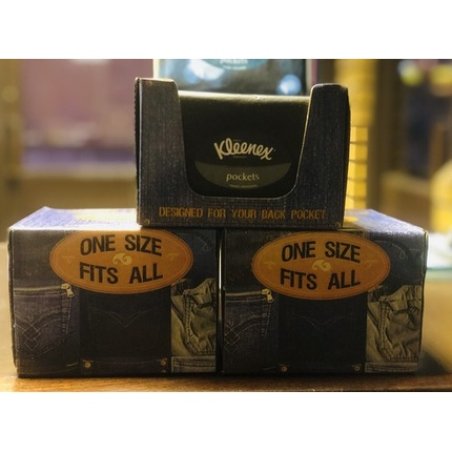 Kleenex
pockets
DESIGNED FOR YOUR BACK POCKET
ONE SIZE
FITS ALL
ONE SIZE
FITS ALL